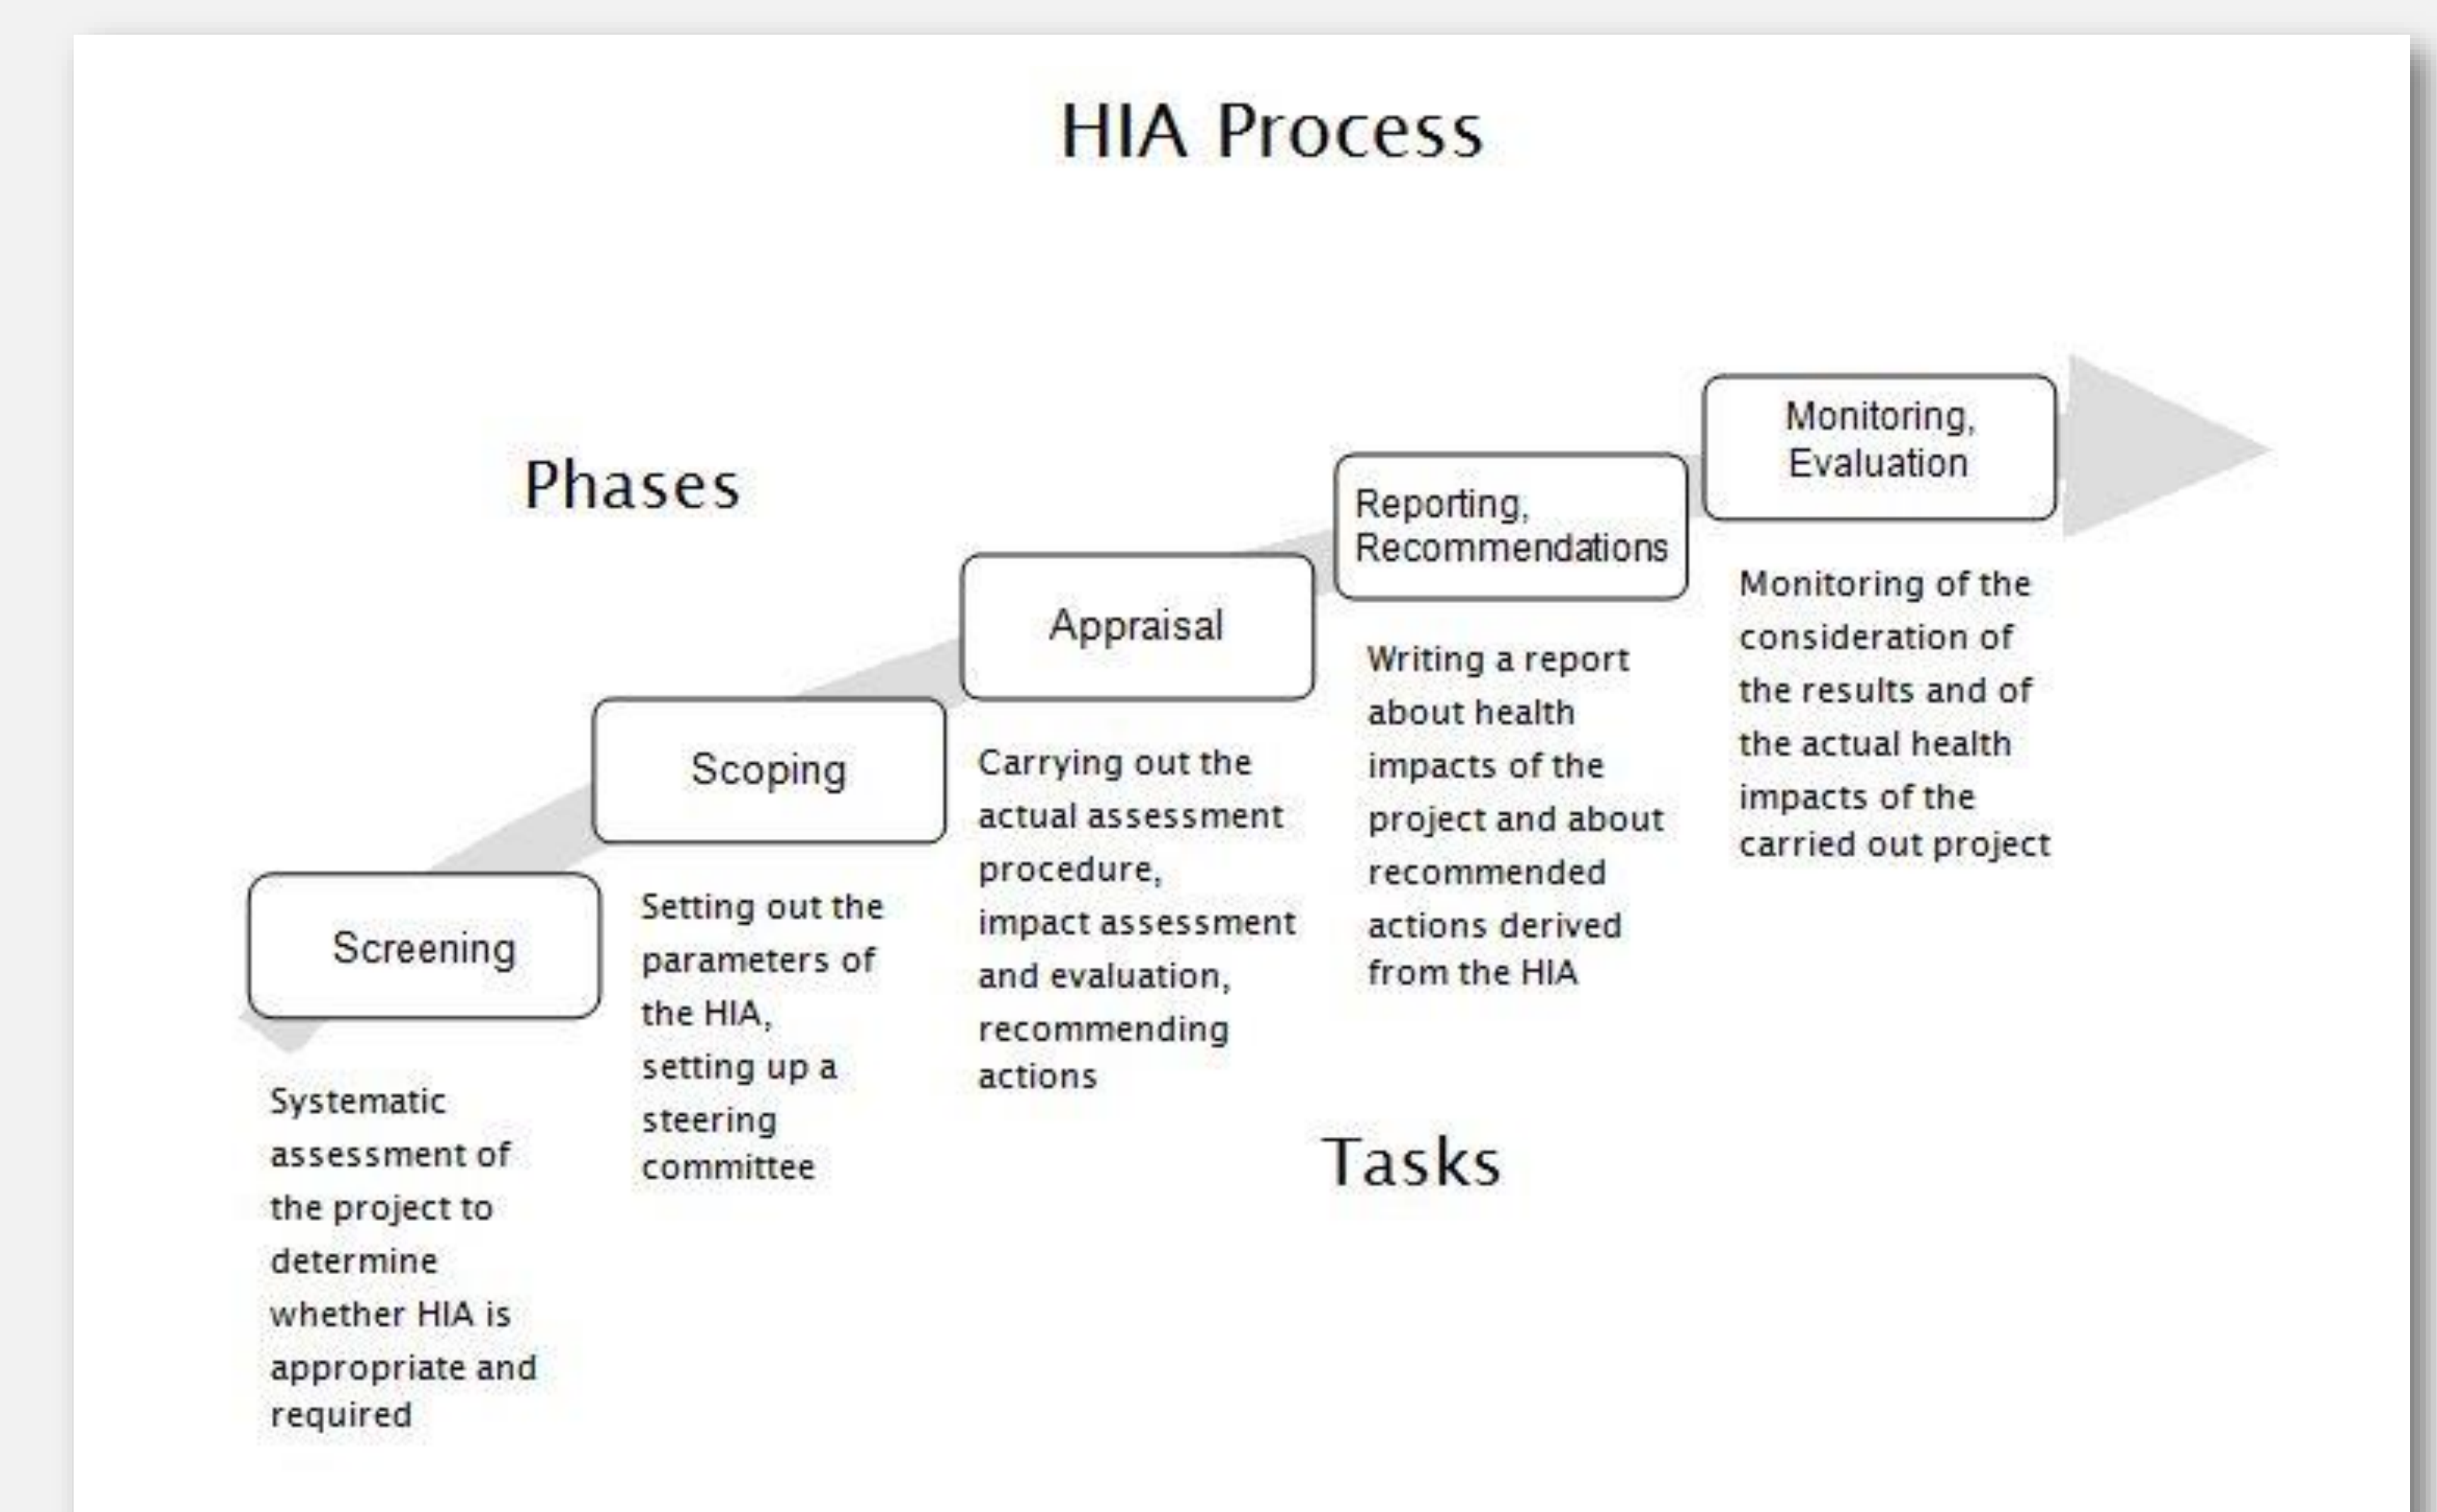 HIA Process
Phases
Screening
Systematic
assessment of
the project to
determine
whether HIA is
appropriate and
required
Scoping
Setting out the
parameters of
the HIA,
setting up a
steering
committee
Appraisal
Carrying out the
actual assessment
procedure,
impact assessment
and evaluation,
recommending
actions
Reporting,
Recommendations
Writing a report
about health
impacts of the
project and about
recommended
actions derived
from the HIA
Monitoring,
Evaluation
Monitoring of the
consideration of
the results and of
the actual health
impacts of the
carried out project
Tasks